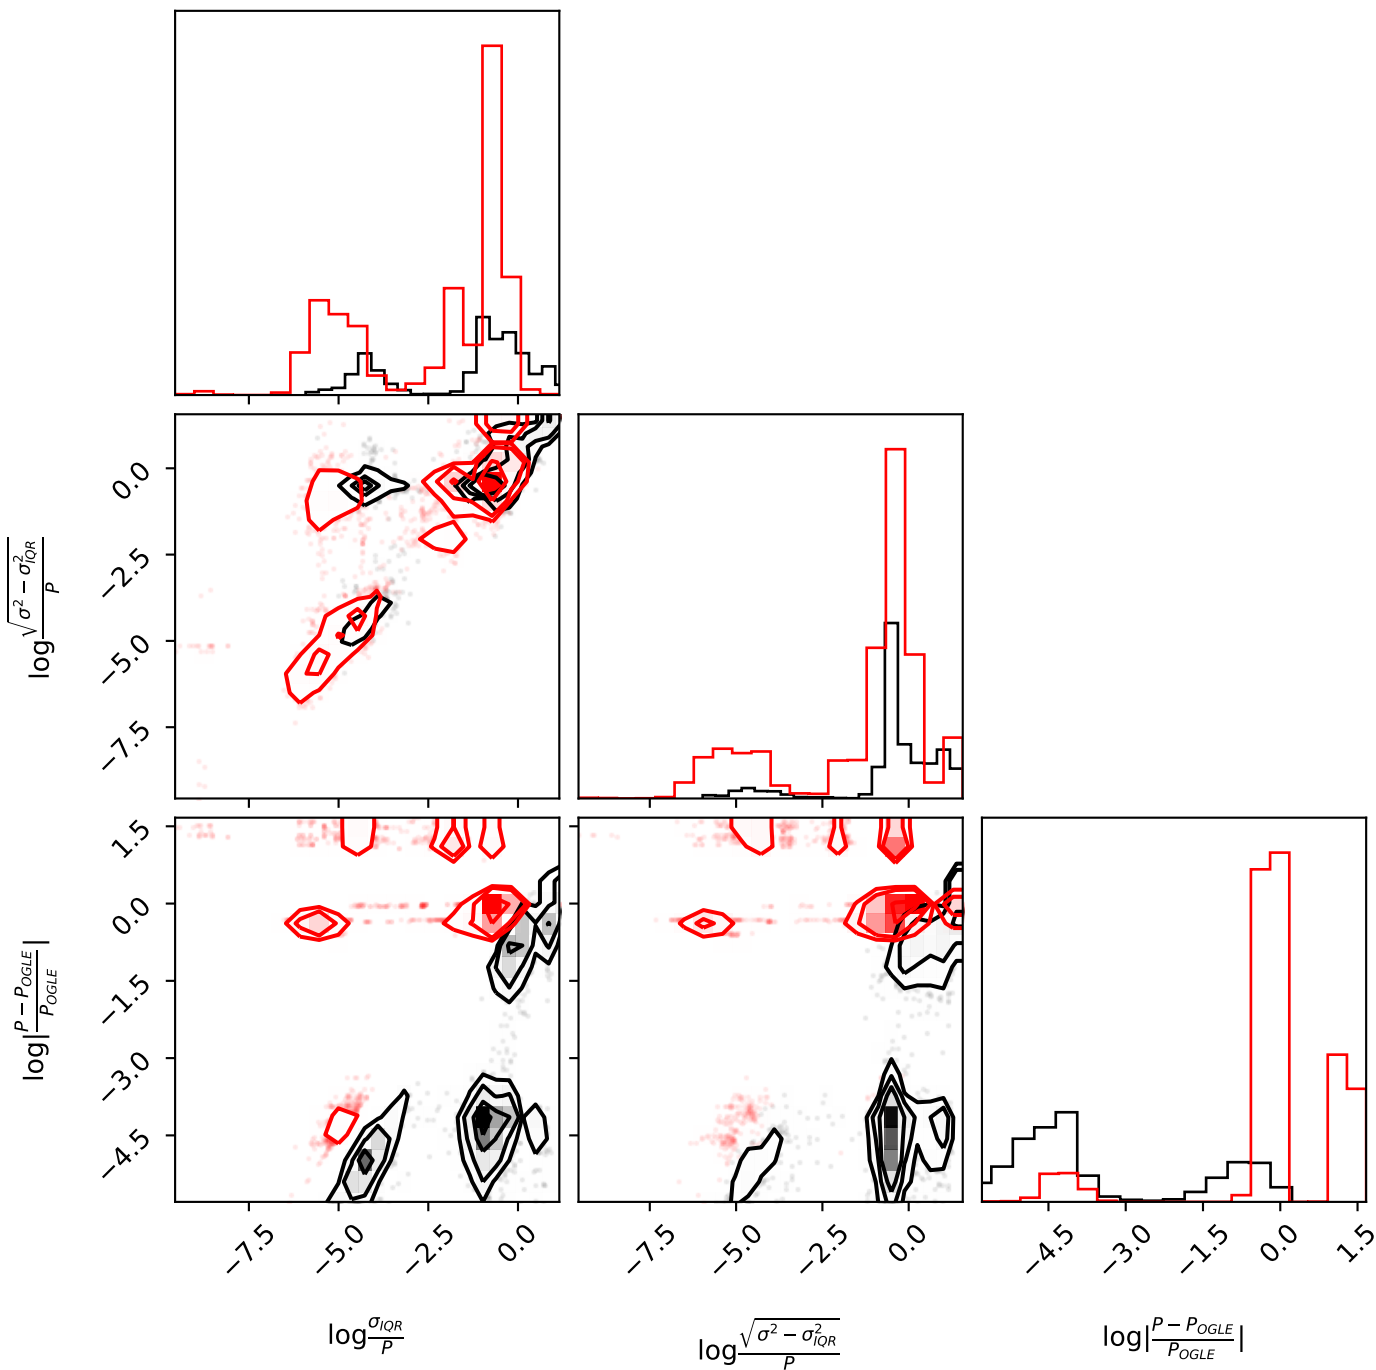 0.0
−2.5
−5.0
−7.5
log √(σ² − σ²_IQR) / P
1.5
0.0
−1.5
−3.0
−4.5
log|(P − P_OGLE) / P_OGLE|
−7.5 −5.0 −2.5 0.0 −7.5 −5.0 −2.5 0.0 −4.5 −3.0 −1.5 0.0 1.5
log σ_IQR / P
log √(σ² − σ²_IQR) / P
log|(P − P_OGLE) / P_OGLE|